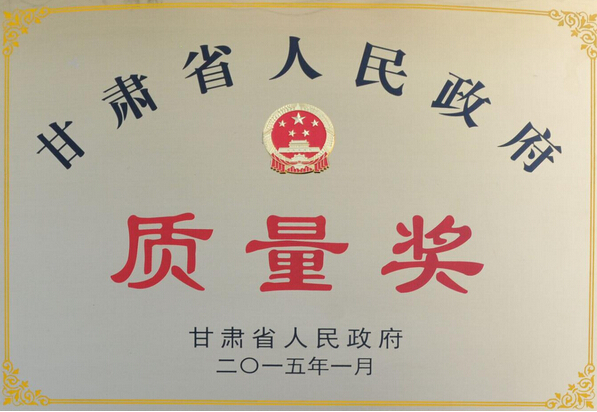 甘肃省人民政府
质量奖
甘肃省人民政府
二〇一五年一月